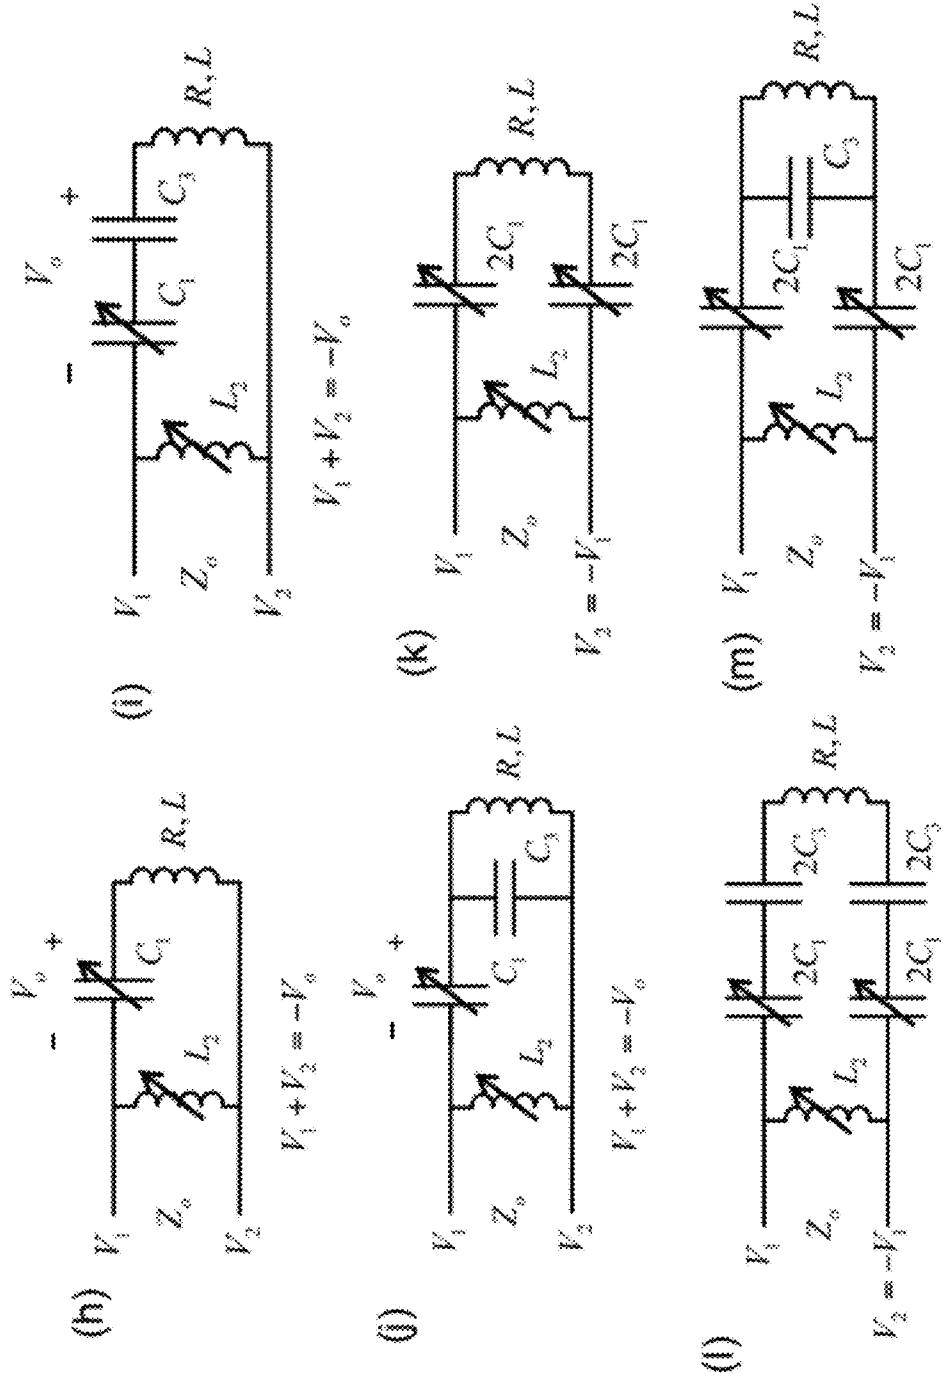 (h)
V₁
Z₀
V₂
L₂
C₁
− V₀ +
R, L
V₁ + V₂ = −V₀
(i)
V₁
Z₀
V₂
L₂
C₁
C₃
− V₀ +
R, L
V₁ + V₂ = −V₀
(j)
V₁
Z₀
V₂
L₂
C₁
C₃
− V₀ +
R, L
V₁ + V₂ = −V₀
(k)
V₁
Z₀
V₂ = −V₁
L₂
2C₁
2C₁
R, L
(l)
V₁
Z₀
V₂ = −V₁
L₂
2C₁
2C₃
2C₁
2C₃
R, L
(m)
V₁
Z₀
V₂ = −V₁
L₂
2C₁
2C₁
C₃
R, L